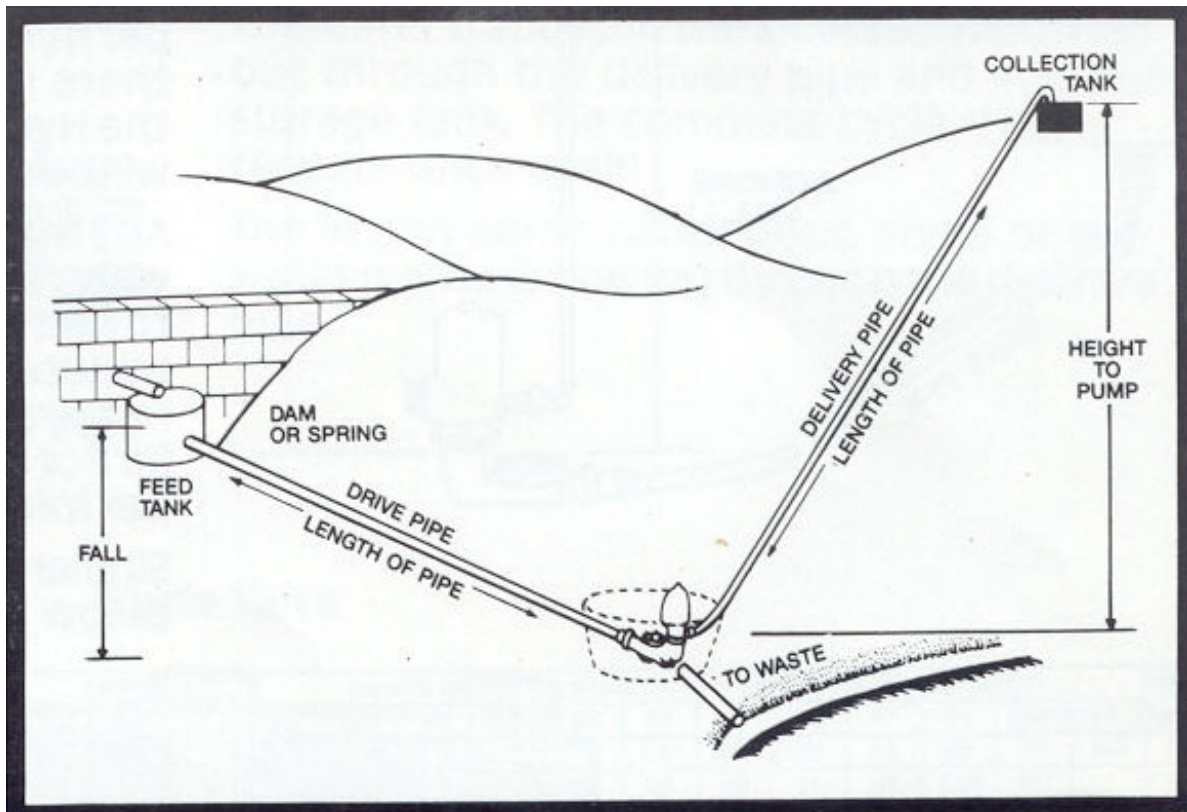 COLLECTION
TANK
DELIVERY PIPE
LENGTH OF PIPE
HEIGHT
TO
PUMP
DAM
OR SPRING
FEED
TANK
DRIVE PIPE
LENGTH OF PIPE
FALL
TO WASTE